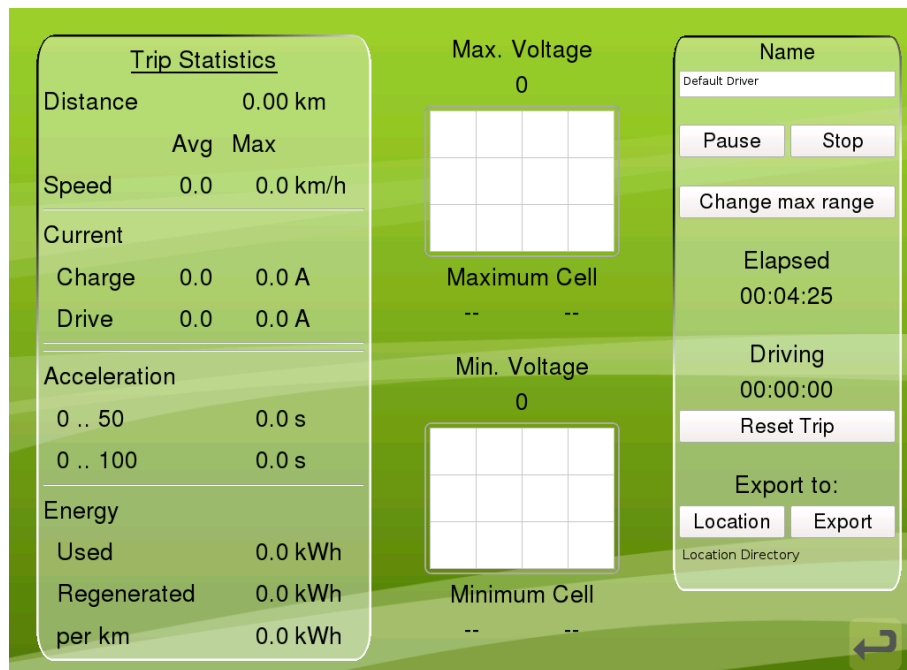 Trip Statistics
Distance 0.00 km
Avg Max
Speed 0.0 0.0 km/h
Current
Charge 0.0 0.0 A
Drive 0.0 0.0 A
Acceleration
0 .. 50 0.0 s
0 .. 100 0.0 s
Energy
Used 0.0 kWh
Regenerated 0.0 kWh
per km 0.0 kWh
Max. Voltage
0
Maximum Cell
-- --
Min. Voltage
0
Minimum Cell
-- --
Name
Default Driver
Pause Stop
Change max range
Elapsed
00:04:25
Driving
00:00:00
Reset Trip
Export to:
Location Export
Location Directory